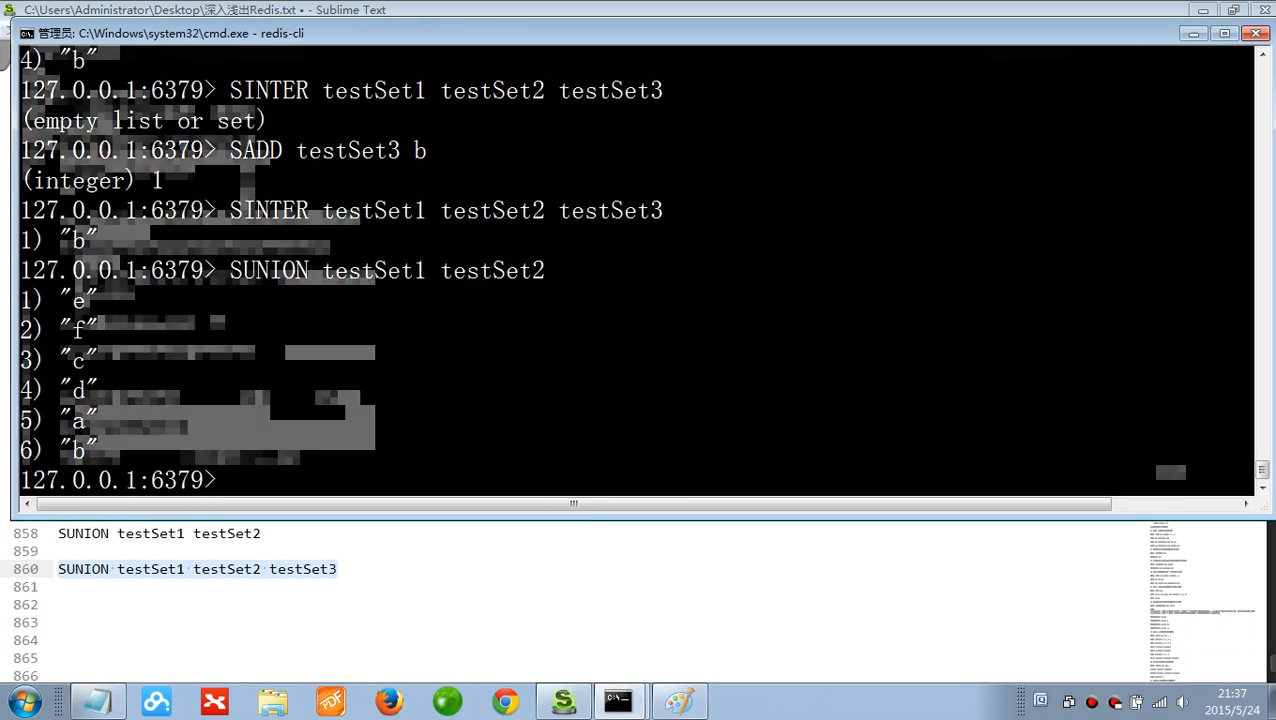 C:\Users\Administrator\Desktop\深入浅出Redis.txt • - Sublime Text
管理员: C:\Windows\system32\cmd.exe - redis-cli
4) "b"
127.0.0.1:6379> SINTER testSet1 testSet2 testSet3
(empty list or set)
127.0.0.1:6379> SADD testSet3 b
(integer) 1
127.0.0.1:6379> SINTER testSet1 testSet2 testSet3
1) "b"
127.0.0.1:6379> SUNION testSet1 testSet2
1) "e"
2) "f"
3) "c"
4) "d"
5) "a"
6) "b"
127.0.0.1:6379>
858 SUNION testSet1 testSet2
859
860 SUNION testSet1 testSet2 testSet3
861
862
863
864
865
866
PDF
21:37
2015/5/24